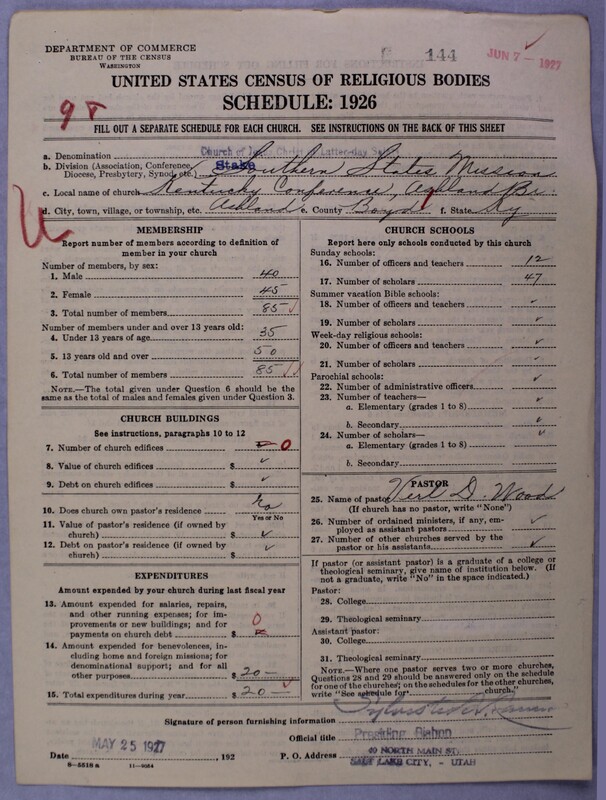 DEPARTMENT OF COMMERCE
BUREAU OF THE CENSUS
WASHINGTON
144
JUN 7 - 1927
UNITED STATES CENSUS OF RELIGIOUS BODIES
SCHEDULE: 1926
FILL OUT A SEPARATE SCHEDULE FOR EACH CHURCH. SEE INSTRUCTIONS ON THE BACK OF THIS SHEET
a. Denomination Church of Jesus Christ of Latter-day Saints
b. Division (Association, Conference, Diocese, Presbytery, Synod, etc.) Stake Southern States Mission
c. Local name of church Kentucky Conference, Ashland Br.
d. City, town, village, or township, etc. Ashland e. County Boyd f. State Ky
MEMBERSHIP
Report number of members according to definition of
member in your church
Number of members, by sex:
1. Male 40
2. Female 45
3. Total number of members 85
Number of members under and over 13 years old:
4. Under 13 years of age 35
5. 13 years old and over 50
6. Total number of members 85
NOTE.—The total given under Question 6 should be
the same as the total of males and females given under Question 3.
CHURCH BUILDINGS
See instructions, paragraphs 10 to 12
7. Number of church edifices 0
8. Value of church edifices $ ✓
9. Debt on church edifices $ ✓
10. Does church own pastor's residence No
Yes or No
11. Value of pastor's residence (if owned by
church) $ ✓
12. Debt on pastor's residence (if owned by
church) $ ✓
EXPENDITURES
Amount expended by your church during last fiscal year
13. Amount expended for salaries, repairs,
and other running expenses; for im-
provements or new buildings; and for
payments on church debt $ 0
14. Amount expended for benevolences, in-
cluding home and foreign missions; for
denominational support; and for all
other purposes $ 20—
15. Total expenditures during year $ 20—
CHURCH SCHOOLS
Report here only schools conducted by this church
Sunday schools:
16. Number of officers and teachers 12
17. Number of scholars 47
Summer vacation Bible schools:
18. Number of officers and teachers ✓
19. Number of scholars ✓
Week-day religious schools:
20. Number of officers and teachers ✓
21. Number of scholars ✓
Parochial schools:
22. Number of administrative officers ✓
23. Number of teachers—
a. Elementary (grades 1 to 8) ✓
b. Secondary ✓
24. Number of scholars—
a. Elementary (grades 1 to 8) ✓
b. Secondary
PASTOR
25. Name of pastor Verl D. Wood
(If church has no pastor, write "None")
26. Number of ordained ministers, if any, em-
ployed as assistant pastors ✓
27. Number of other churches served by the
pastor or his assistants ✓
If pastor (or assistant pastor) is a graduate of a college or
theological seminary, give name of institution below. (If
not a graduate, write "No" in the space indicated.)
Pastor:
28. College
29. Theological seminary
Assistant pastor:
30. College
31. Theological seminary
NOTE.—Where one pastor serves two or more churches,
Questions 28 and 29 should be answered only on the schedule
for one of the churches; on the schedules for the other churches,
write "See schedule for church."
Signature of person furnishing information
Official title Presiding Bishop
Date MAY 25 1927, 192 P. O. Address 40 NORTH MAIN ST.
SALT LAKE CITY, - UTAH
8-5518 a 11-9054